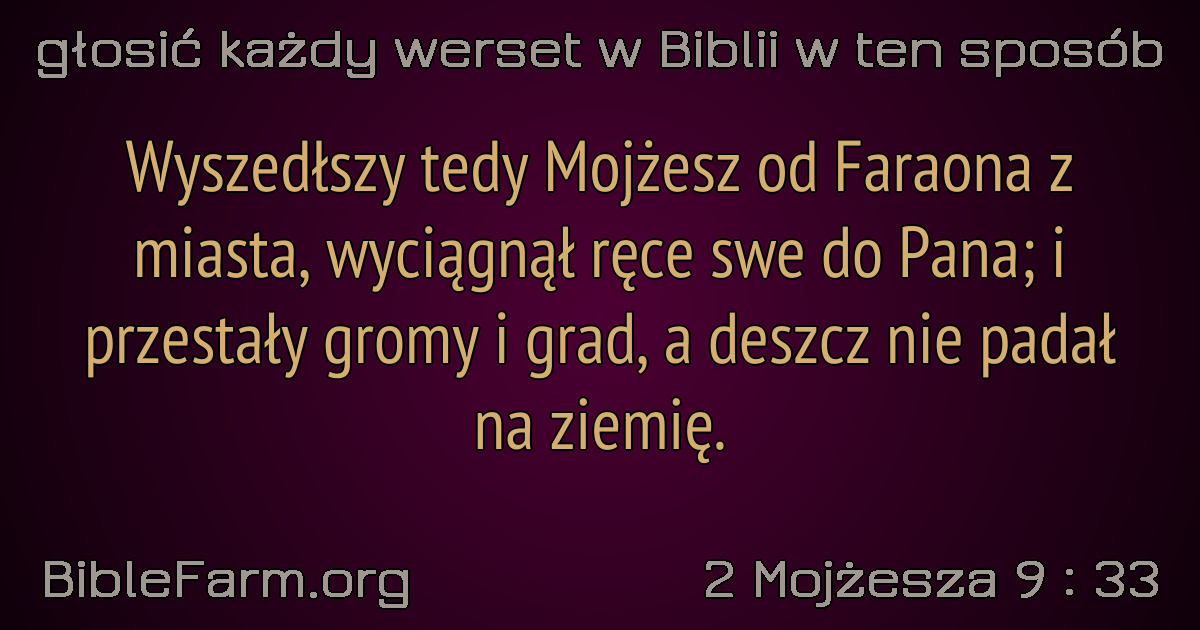 głosić każdy werset w Biblii w ten sposób
Wyszedłszy tedy Mojżesz od Faraona z
miasta, wyciągnął ręce swe do Pana; i
przestały gromy i grad, a deszcz nie padał
na ziemię.
BibleFarm.org
2 Mojżesza 9 : 33